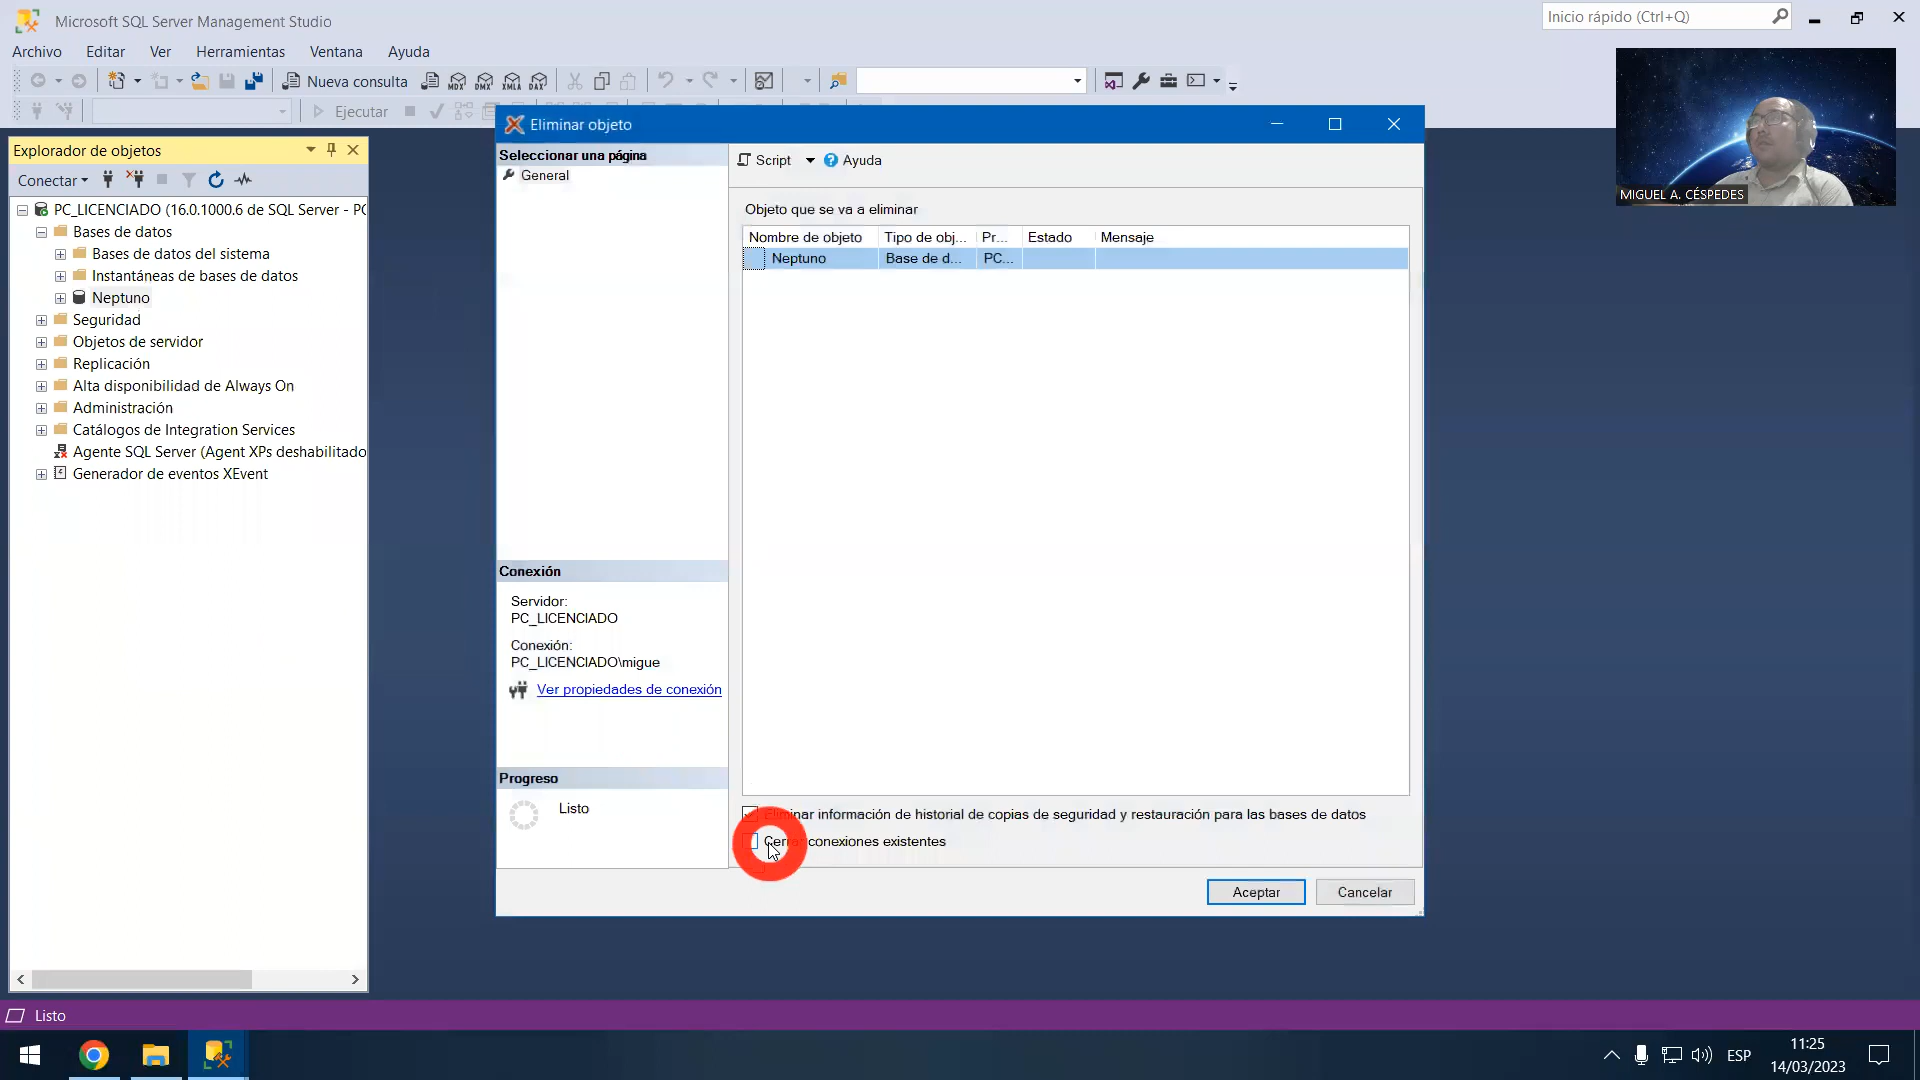 Microsoft SQL Server Management Studio
Inicio rápido (Ctrl+Q)
Archivo Editar Ver Herramientas Ventana Ayuda
Nueva consulta MDX DMX XMLA DAX
Ejecutar
MIGUEL A. CÉSPEDES
Explorador de objetos
Conectar
PC_LICENCIADO (16.0.1000.6 de SQL Server - PC
Bases de datos
Bases de datos del sistema
Instantáneas de bases de datos
Neptuno
Seguridad
Objetos de servidor
Replicación
Alta disponibilidad de Always On
Administración
Catálogos de Integration Services
Agente SQL Server (Agent XPs deshabilitado
Generador de eventos XEvent
Eliminar objeto
Seleccionar una página
General
Script Ayuda
Objeto que se va a eliminar
Nombre de objeto Tipo de obj... Pr... Estado Mensaje
Neptuno Base de d... PC...
Conexión
Servidor:
PC_LICENCIADO
Conexión:
PC_LICENCIADO\migue
Ver propiedades de conexión
Progreso
Listo
Eliminar información de historial de copias de seguridad y restauración para las bases de datos
Cerrar conexiones existentes
Aceptar Cancelar
Listo
ESP
11:25
14/03/2023